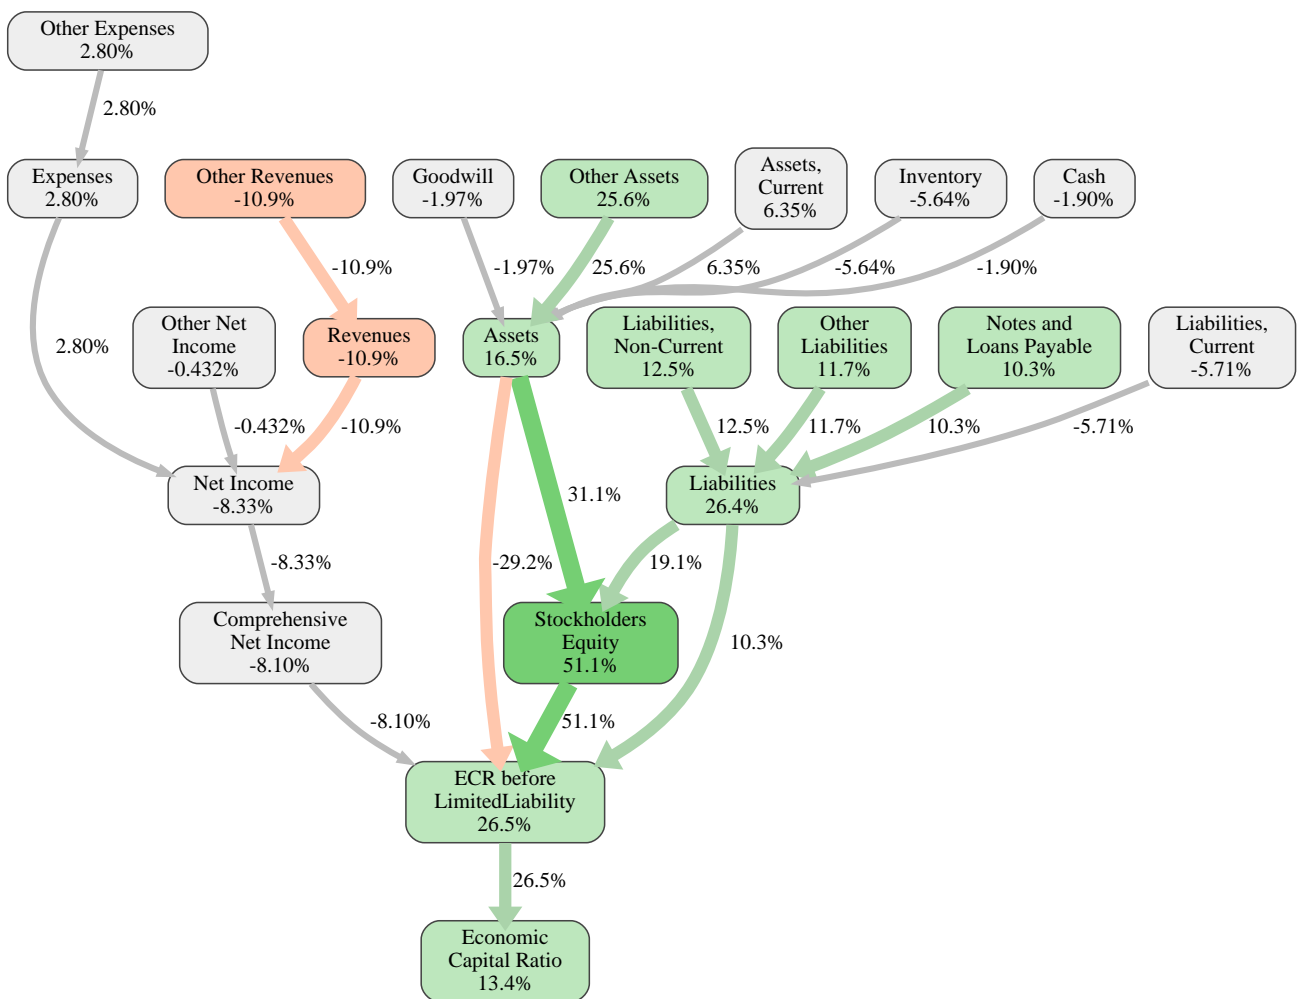 Other Expenses
2.80%
2.80%
Expenses
2.80%
Other Revenues
-10.9%
Goodwill
-1.97%
Other Assets
25.6%
Assets,
Current
6.35%
Inventory
-5.64%
Cash
-1.90%
-10.9%
-1.97%
25.6%
6.35%
-5.64%
-1.90%
2.80%
Other Net
Income
-0.432%
Revenues
-10.9%
Assets
16.5%
Liabilities,
Non-Current
12.5%
Other
Liabilities
11.7%
Notes and
Loans Payable
10.3%
Liabilities,
Current
-5.71%
-0.432%
-10.9%
12.5%
11.7%
10.3%
-5.71%
Net Income
-8.33%
31.1%
Liabilities
26.4%
-8.33%
-29.2%
19.1%
Comprehensive
Net Income
-8.10%
Stockholders
Equity
51.1%
10.3%
-8.10%
51.1%
ECR before
LimitedLiability
26.5%
26.5%
Economic
Capital Ratio
13.4%